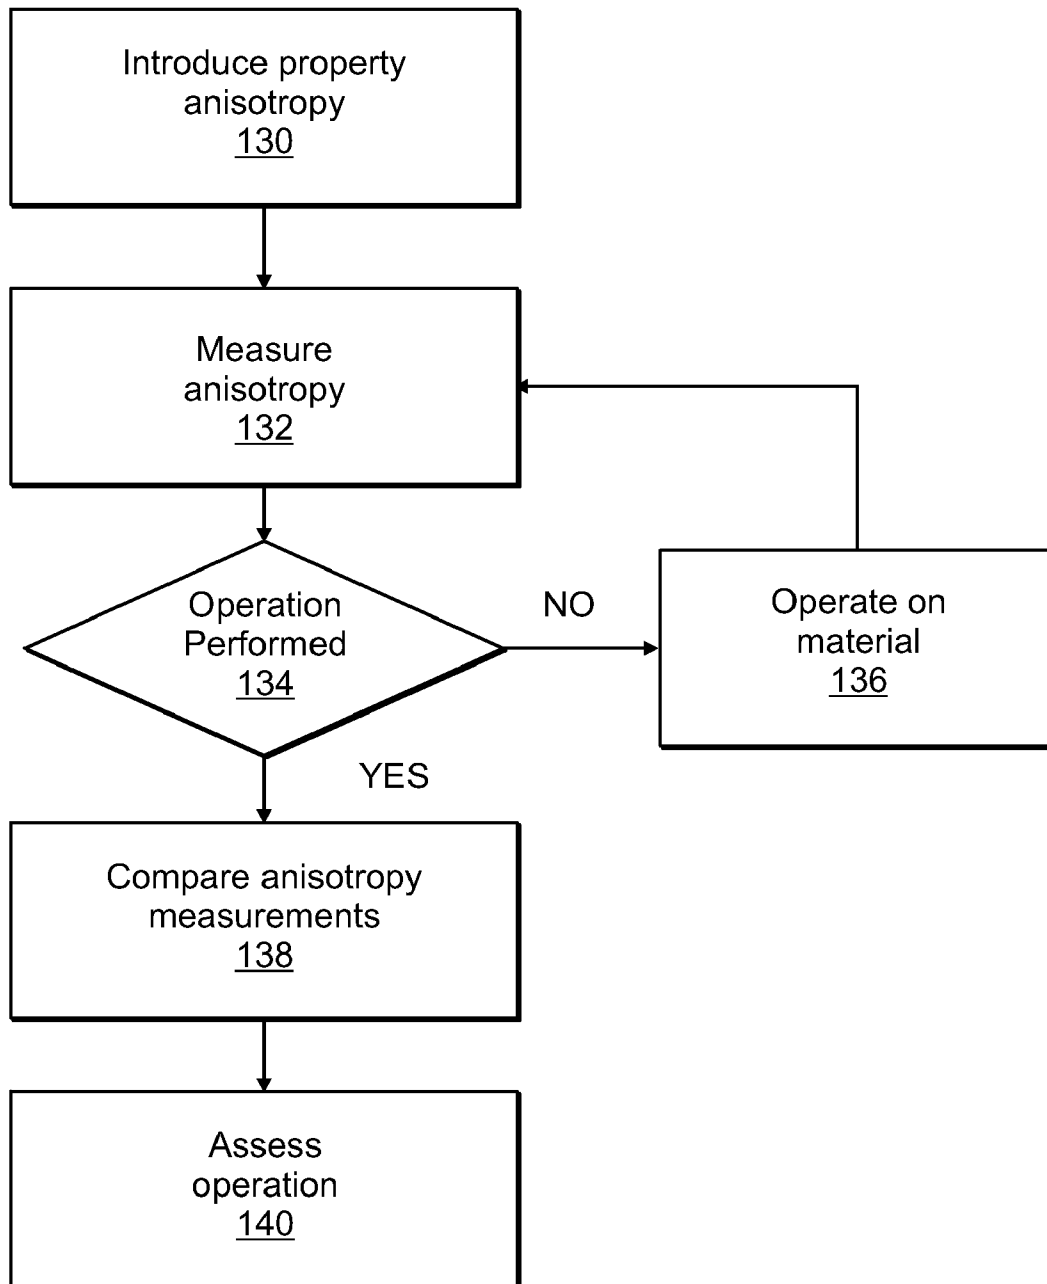 Introduce property
anisotropy
130
Measure
anisotropy
132
Operation
Performed
134
NO
Operate on
material
136
YES
Compare anisotropy
measurements
138
Assess
operation
140